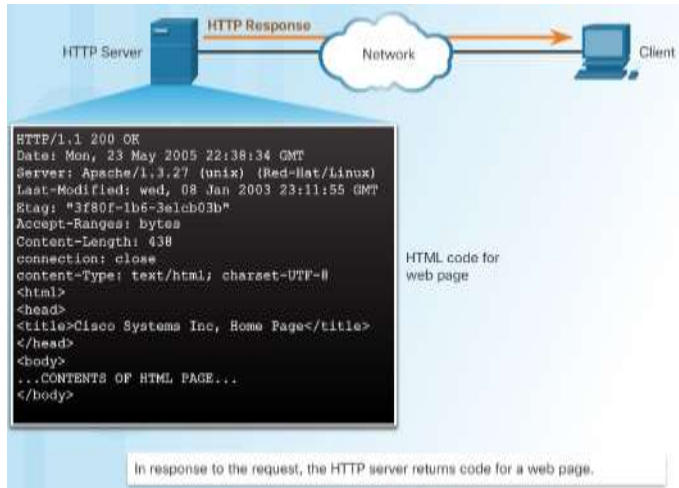 HTTP Response
HTTP Server
Network
Client
HTTP/1.1 200 OK
Date: Mon, 23 May 2005 22:38:34 GMT
Server: Apache/1.3.27 (unix) (Red-Hat/Linux)
Last-Modified: wed, 08 Jan 2003 23:11:55 GMT
Etag: "3f80f-1b6-3e1cb03b"
Accept-Ranges: bytes
Content-Length: 438
connection: close
content-Type: text/html; charset-UTF-8
<html>
<head>
<title>Cisco Systems Inc, Home Page</title>
</head>
<body>
...CONTENTS OF HTML PAGE...
</body>
HTML code for
web page
In response to the request, the HTTP server returns code for a web page.